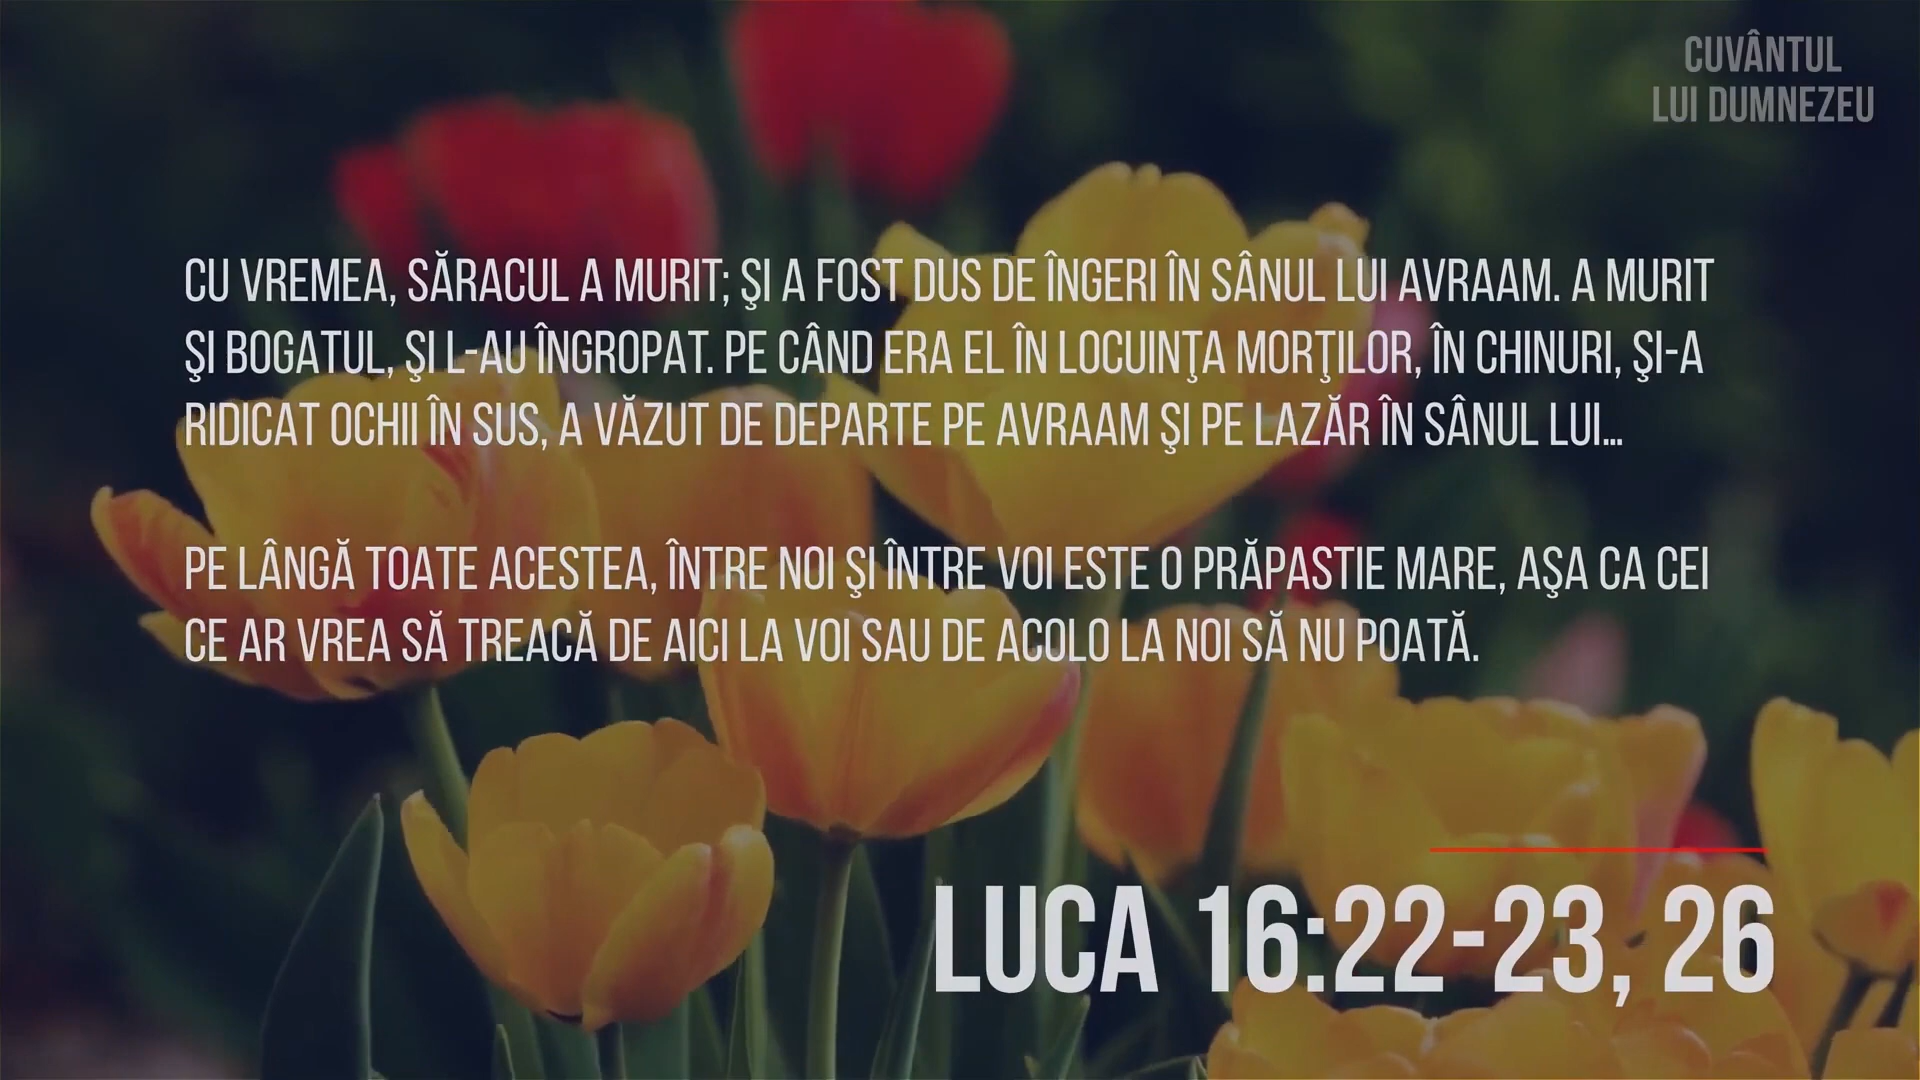 CUVÂNTUL
LUI DUMNEZEU
CU VREMEA, SĂRACUL A MURIT; ŞI A FOST DUS DE ÎNGERI ÎN SÂNUL LUI AVRAAM. A MURIT
ŞI BOGATUL, ŞI L-AU ÎNGROPAT. PE CÂND ERA EL ÎN LOCUINŢA MORŢILOR, ÎN CHINURI, ŞI-A
RIDICAT OCHII ÎN SUS, A VĂZUT DE DEPARTE PE AVRAAM ŞI PE LAZĂR ÎN SÂNUL LUI...
PE LÂNGĂ TOATE ACESTEA, ÎNTRE NOI ŞI ÎNTRE VOI ESTE O PRĂPASTIE MARE, AŞA CA CEI
CE AR VREA SĂ TREACĂ DE AICI LA VOI SAU DE ACOLO LA NOI SĂ NU POATĂ.
LUCA 16:22-23, 26